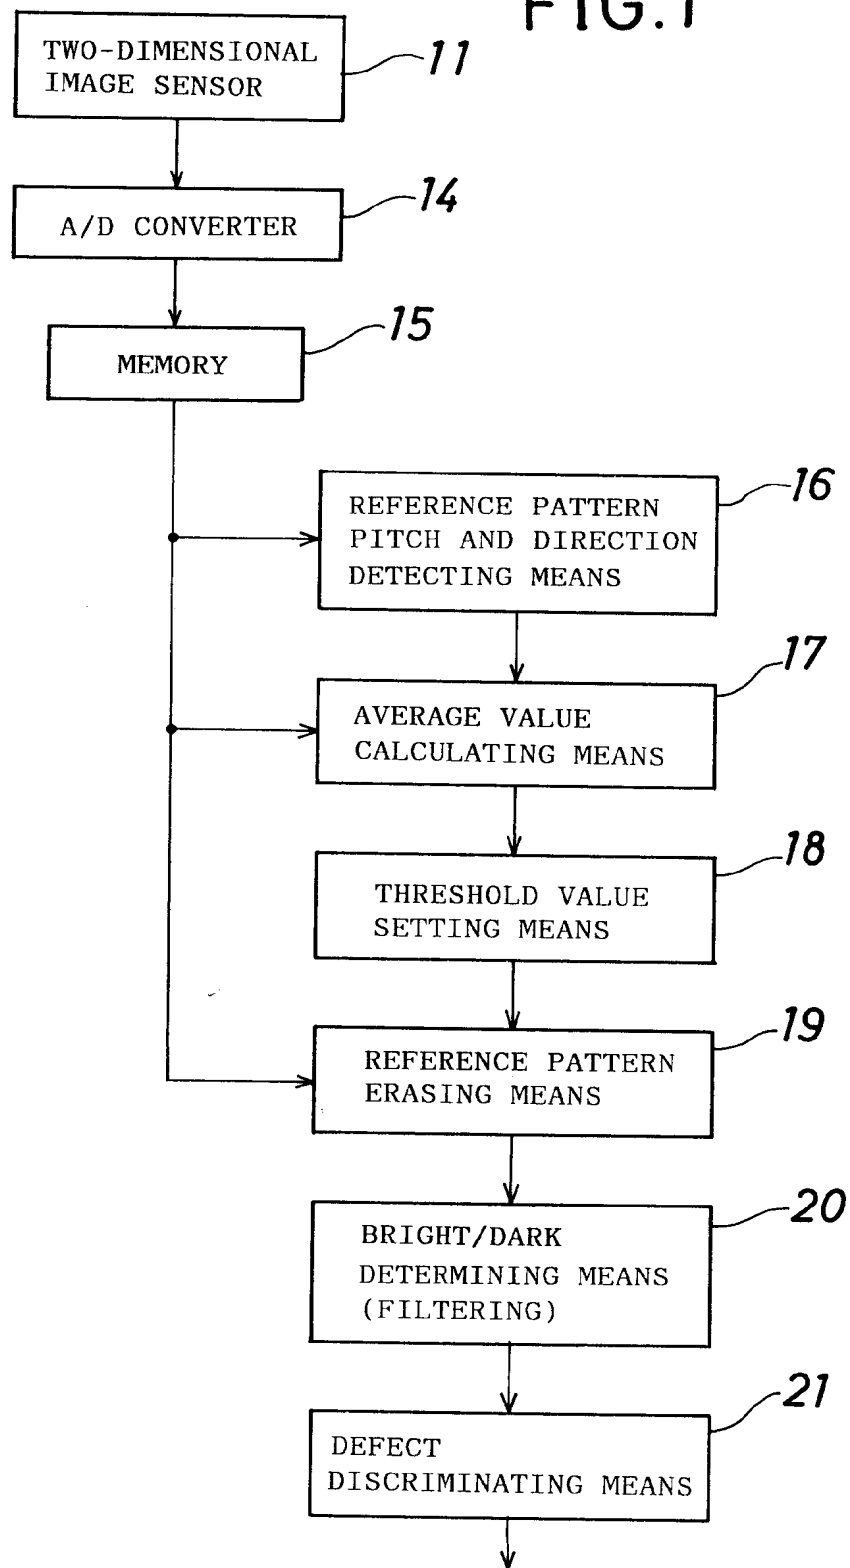 FIG.1
TWO-DIMENSIONAL
IMAGE SENSOR
11
A/D CONVERTER
14
MEMORY
15
REFERENCE PATTERN
PITCH AND DIRECTION
DETECTING MEANS
16
AVERAGE VALUE
CALCULATING MEANS
17
THRESHOLD VALUE
SETTING MEANS
18
REFERENCE PATTERN
ERASING MEANS
19
BRIGHT/DARK
DETERMINING MEANS
(FILTERING)
20
DEFECT
DISCRIMINATING MEANS
21